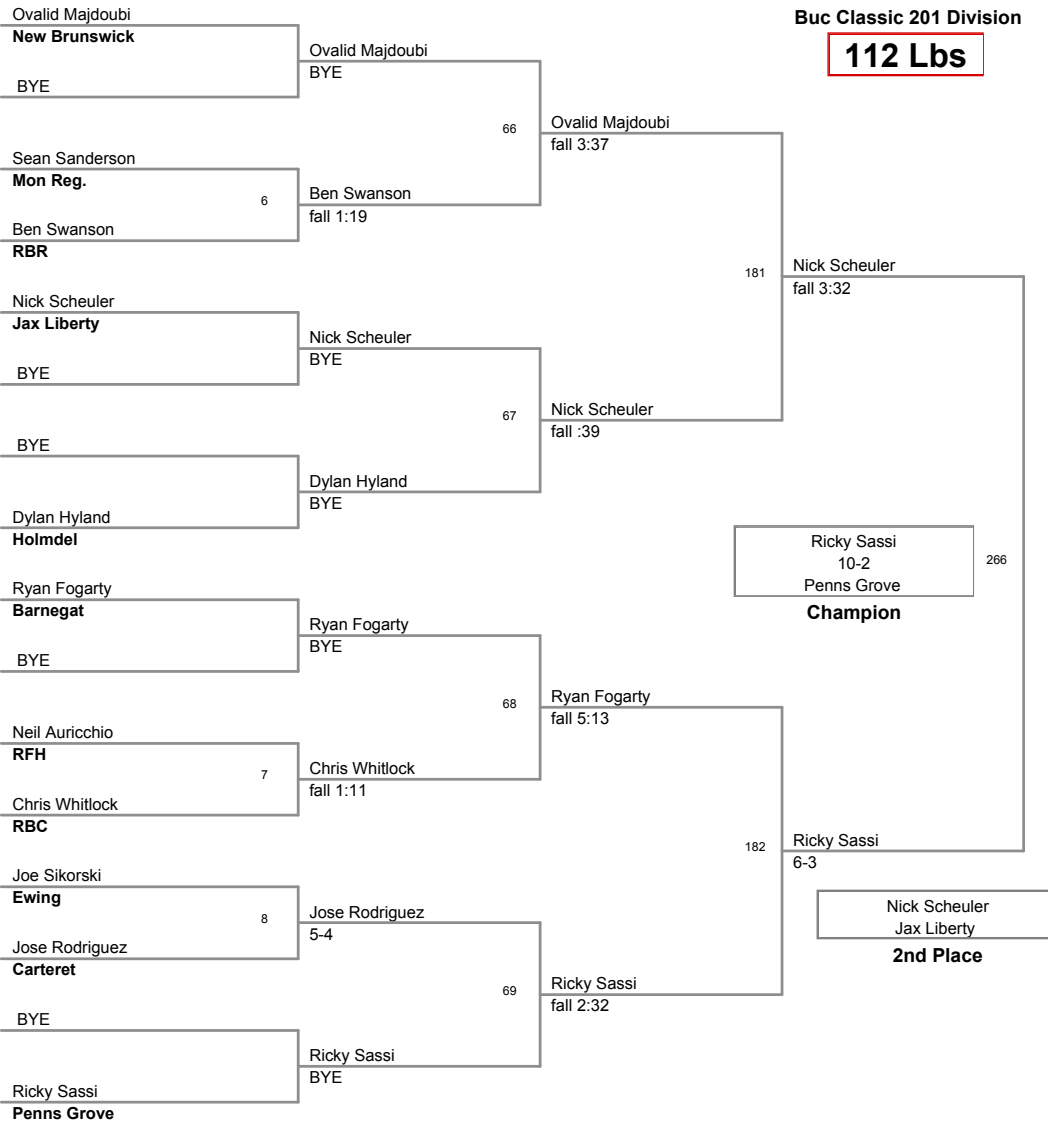 Buc Classic 201 Division
112 Lbs
Ovalid Majdoubi
New Brunswick
BYE
Sean Sanderson
Mon Reg.
6
Ben Swanson
RBR
Nick Scheuler
Jax Liberty
BYE
BYE
Dylan Hyland
Holmdel
Ryan Fogarty
Barnegat
BYE
Neil Auricchio
RFH
7
Chris Whitlock
RBC
Joe Sikorski
Ewing
8
Jose Rodriguez
Carteret
BYE
Ricky Sassi
Penns Grove
Ovalid Majdoubi
BYE
66
Ben Swanson
fall 1:19
Nick Scheuler
BYE
67
Dylan Hyland
BYE
Ryan Fogarty
BYE
68
Chris Whitlock
fall 1:11
Jose Rodriguez
5-4
69
Ricky Sassi
BYE
Ovalid Majdoubi
fall 3:37
181
Nick Scheuler
fall :39
Ryan Fogarty
fall 5:13
182
Ricky Sassi
fall 2:32
Nick Scheuler
fall 3:32
Ricky Sassi
6-3
Ricky Sassi
10-2
Penns Grove
266
Champion
Nick Scheuler
Jax Liberty
2nd Place